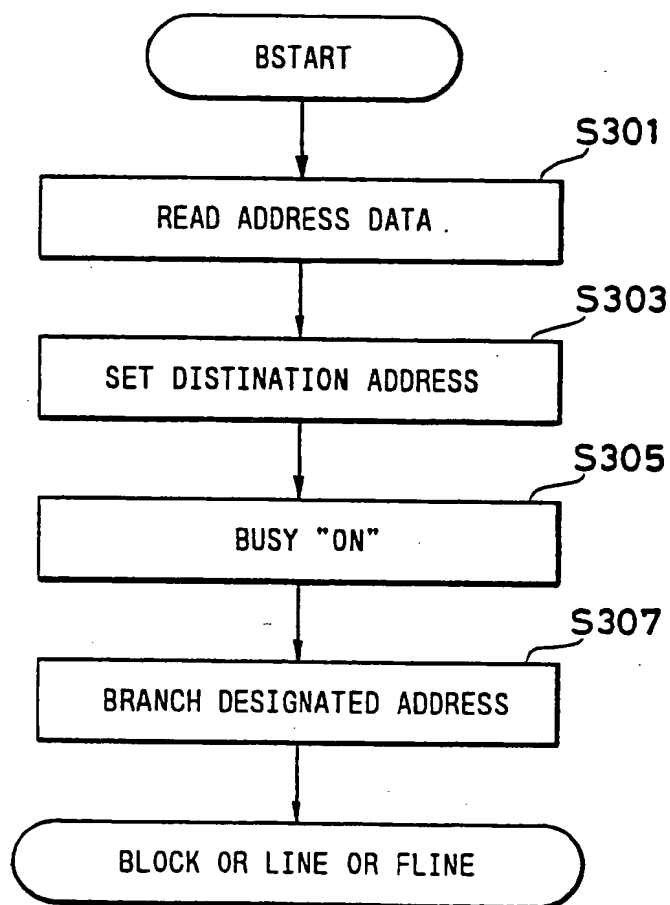 BSTART
S301
READ ADDRESS DATA
S303
SET DISTINATION ADDRESS
S305
BUSY "ON"
S307
BRANCH DESIGNATED ADDRESS
BLOCK OR LINE OR FLINE